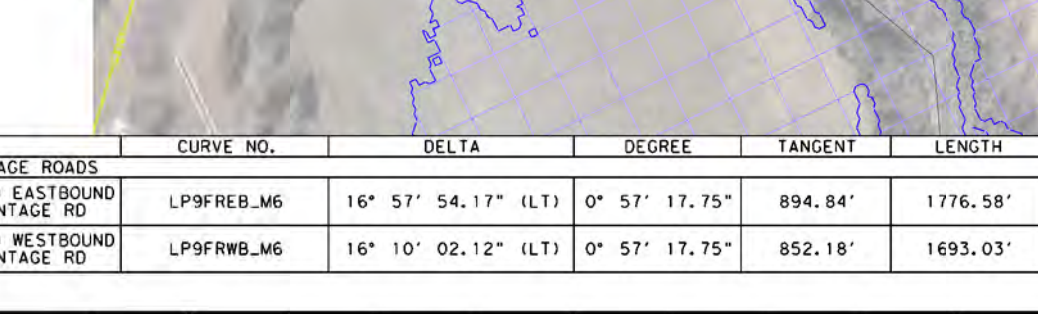 CURVE NO. DELTA DEGREE TANGENT LENGTH
AGE ROADS
EASTBOUND
NTAGE RD LP9FREB_M6 16° 57' 54.17" (LT) 0° 57' 17.75" 894.84' 1776.58'
WESTBOUND
NTAGE RD LP9FRWB_M6 16° 10' 02.12" (LT) 0° 57' 17.75" 852.18' 1693.03'